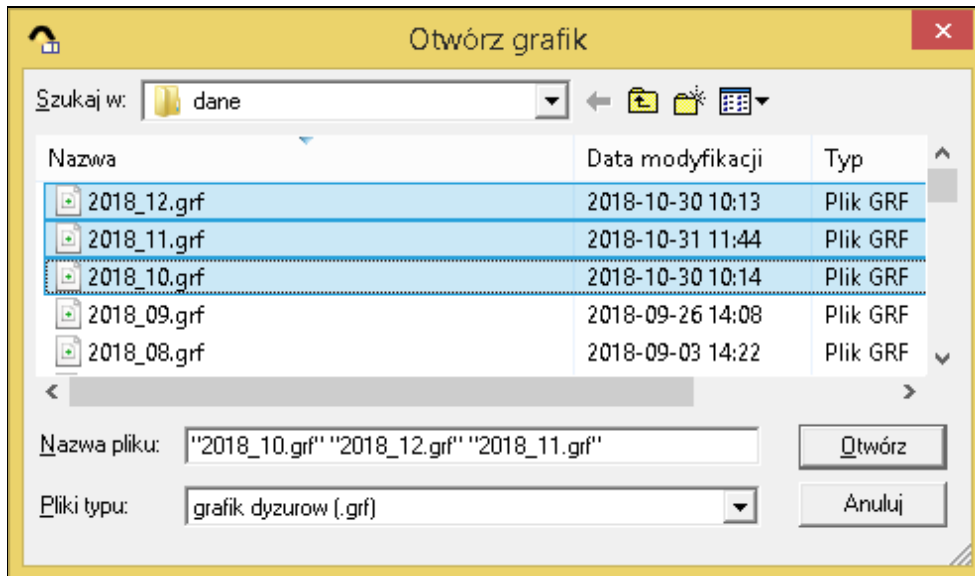 Otwórz grafik
Szukaj w: dane
Nazwa Data modyfikacji Typ
2018_12.grf 2018-10-30 10:13 Plik GRF
2018_11.grf 2018-10-31 11:44 Plik GRF
2018_10.grf 2018-10-30 10:14 Plik GRF
2018_09.grf 2018-09-26 14:08 Plik GRF
2018_08.grf 2018-09-03 14:22 Plik GRF
Nazwa pliku: "2018_10.grf" "2018_12.grf" "2018_11.grf" Otwórz
Pliki typu: grafik dyzurow (.grf) Anuluj